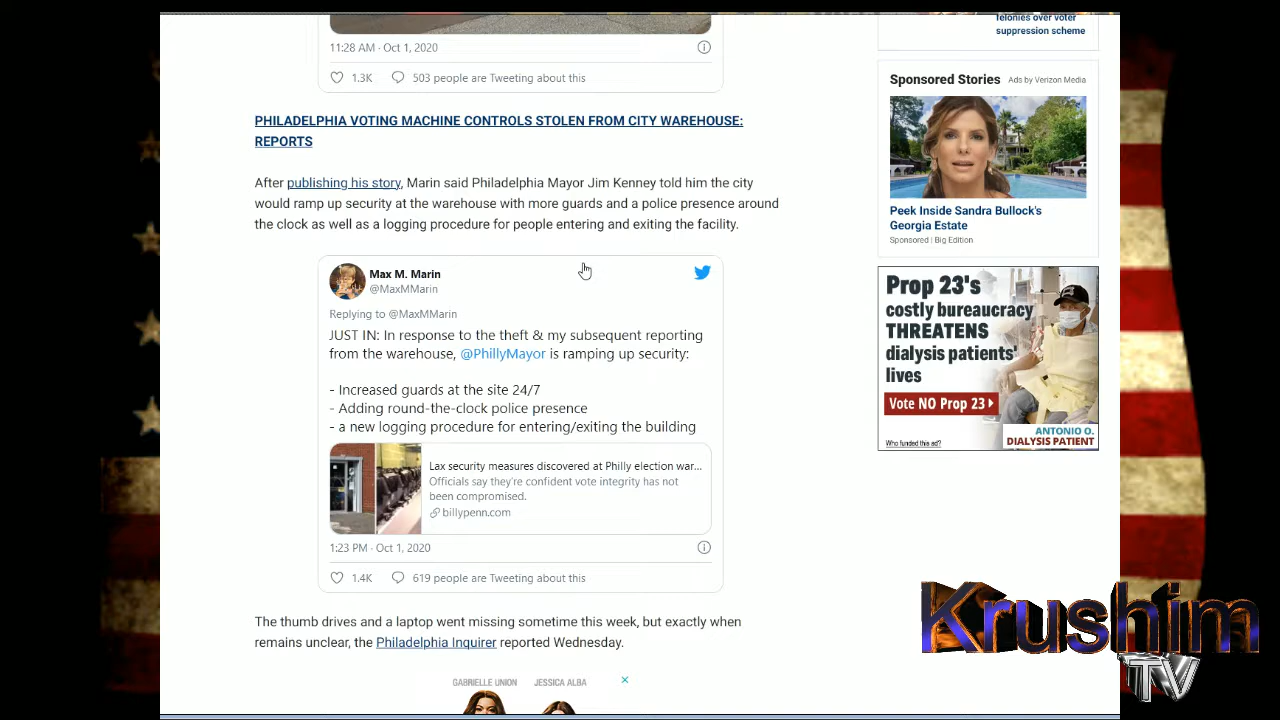 felonies over voter
suppression scheme
11:28 AM · Oct 1, 2020
1.3K 503 people are Tweeting about this
PHILADELPHIA VOTING MACHINE CONTROLS STOLEN FROM CITY WAREHOUSE:
REPORTS
After publishing his story, Marin said Philadelphia Mayor Jim Kenney told him the city
would ramp up security at the warehouse with more guards and a police presence around
the clock as well as a logging procedure for people entering and exiting the facility.
Max M. Marin
@MaxMMarin
Replying to @MaxMMarin
JUST IN: In response to the theft & my subsequent reporting
from the warehouse, @PhillyMayor is ramping up security:
- Increased guards at the site 24/7
- Adding round-the-clock police presence
- a new logging procedure for entering/exiting the building
Lax security measures discovered at Philly election war...
Officials say they're confident vote integrity has not
been compromised.
billypenn.com
1:23 PM · Oct 1, 2020
1.4K 619 people are Tweeting about this
The thumb drives and a laptop went missing sometime this week, but exactly when
remains unclear, the Philadelphia Inquirer reported Wednesday.
GABRIELLE UNION JESSICA ALBA
Sponsored Stories Ads by Verizon Media
Peek Inside Sandra Bullock's
Georgia Estate
Sponsored | Big Edition
Prop 23's
costly bureaucracy
THREATENS
dialysis patients'
lives
Vote NO Prop 23
Who funded this ad?
ANTONIO O.
DIALYSIS PATIENT
Krushim
TV